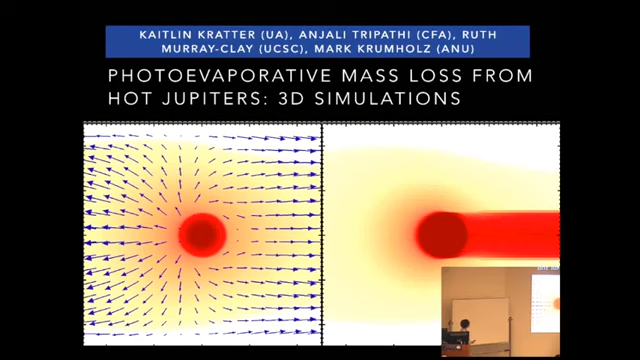 KAITLIN KRATTER (UA), ANJALI TRIPATHI (CFA), RUTH
MURRAY-CLAY (UCSC), MARK KRUMHOLZ (ANU)
PHOTOEVAPORATIVE MASS LOSS FROM
HOT JUPITERS: 3D SIMULATIONS